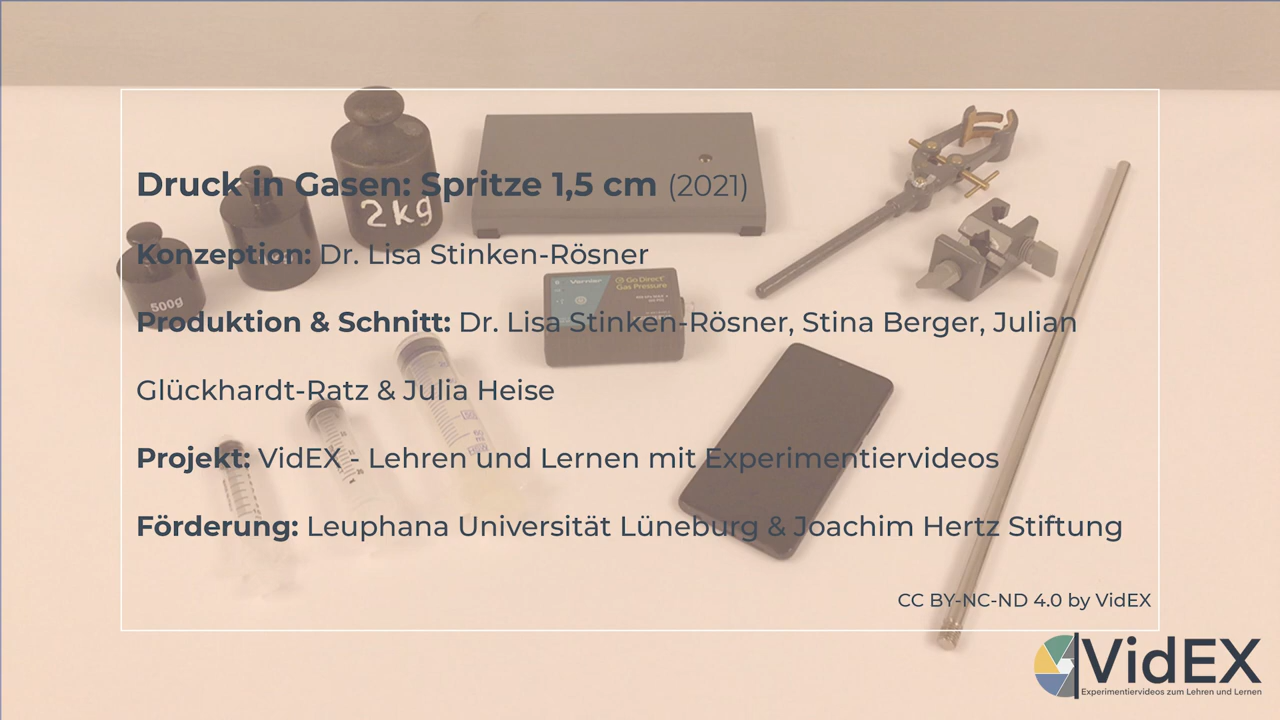 Druck in Gasen: Spritze 1,5 cm (2021)
2kg
Konzeption: Dr. Lisa Stinken-Rösner
500g
Vernier
Go Direct®
Gas Pressure
Produktion & Schnitt: Dr. Lisa Stinken-Rösner, Stina Berger, Julian
Glückhardt-Ratz & Julia Heise
Projekt: VidEX - Lehren und Lernen mit Experimentiervideos
Förderung: Leuphana Universität Lüneburg & Joachim Hertz Stiftung
CC BY-NC-ND 4.0 by VidEX
VidEX
Experimentiervideos zum Lehren und Lernen